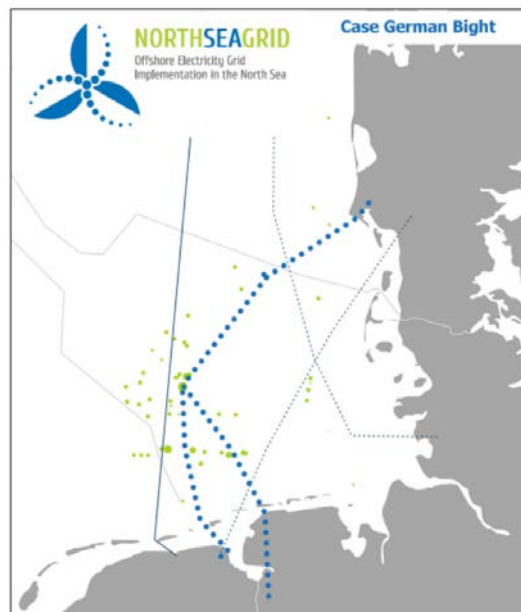 Case German Bight
NORTHSEAGRID
Offshore Electricity Grid
Implementation in the North Sea